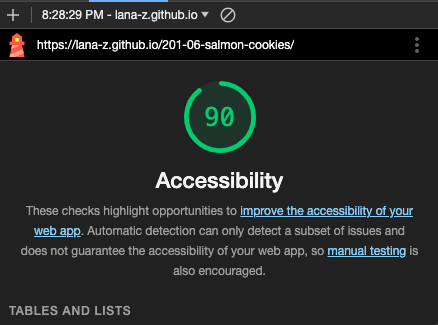 8:28:29 PM - lana-z.github.io
https://lana-z.github.io/201-06-salmon-cookies/
90
Accessibility
These checks highlight opportunities to improve the accessibility of your
web app. Automatic detection can only detect a subset of issues and
does not guarantee the accessibility of your web app, so manual testing is
also encouraged.
TABLES AND LISTS